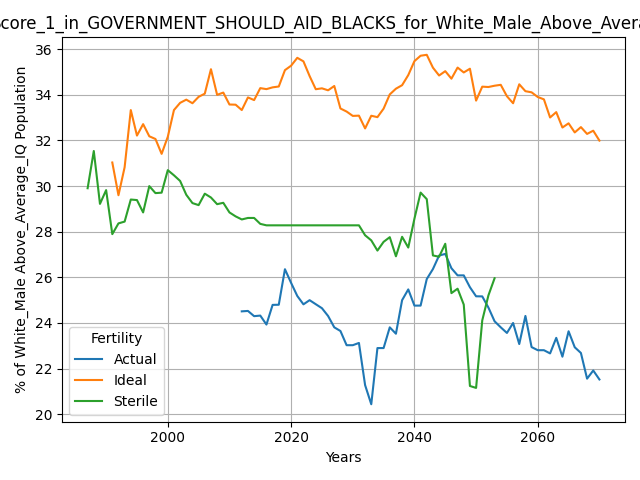 core_1_in_GOVERNMENT_SHOULD_AID_BLACKS_for_White_Male_Above_Avera
% of White_Male Above_Average_IQ Population
36
34
32
30
28
26
24
22
20
Fertility
Actual
Ideal
Sterile
2000
2020
2040
2060
Years